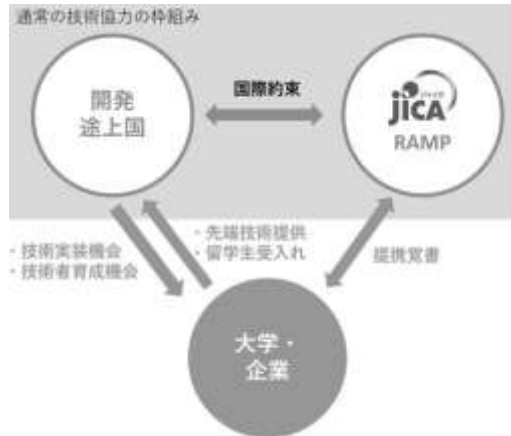 通常の技術協力の枠組み
開発
途上国
国際約束
jICA
RAMP
・技術実装機会
・技術者育成機会
・先端技術提供
・留学生受入れ
提携覚書
大学・
企業